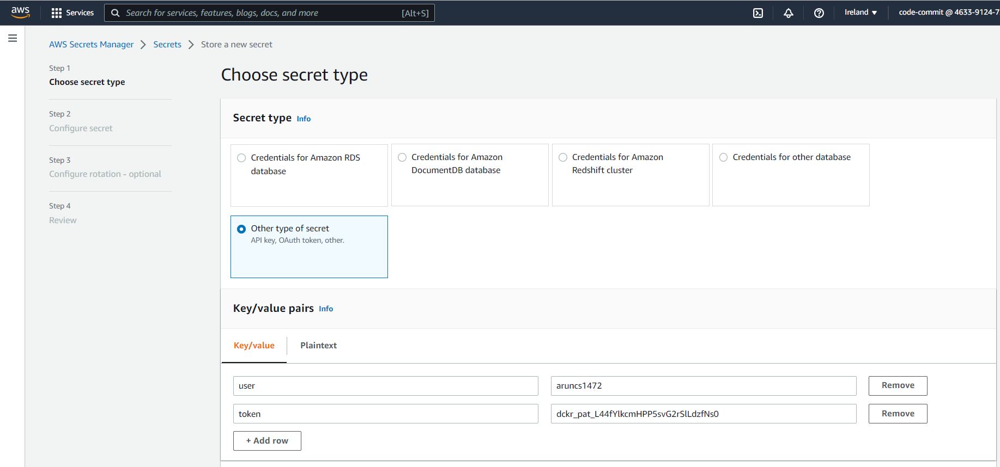 aws
Services
Search for services, features, blogs, docs, and more
[Alt+S]
Ireland
code-commit @ 4633-9124-7
AWS Secrets Manager
Secrets
Store a new secret
Step 1
Choose secret type
Step 2
Configure secret
Step 3
Configure rotation - optional
Step 4
Review
Choose secret type
Secret type Info
Credentials for Amazon RDS
database
Credentials for Amazon
DocumentDB database
Credentials for Amazon
Redshift cluster
Credentials for other database
Other type of secret
API key, OAuth token, other.
Key/value pairs Info
Key/value
Plaintext
user
aruncs1472
Remove
token
dckr_pat_L44fYlkcmHPP5svG2rSlLdzfNs0
Remove
+ Add row